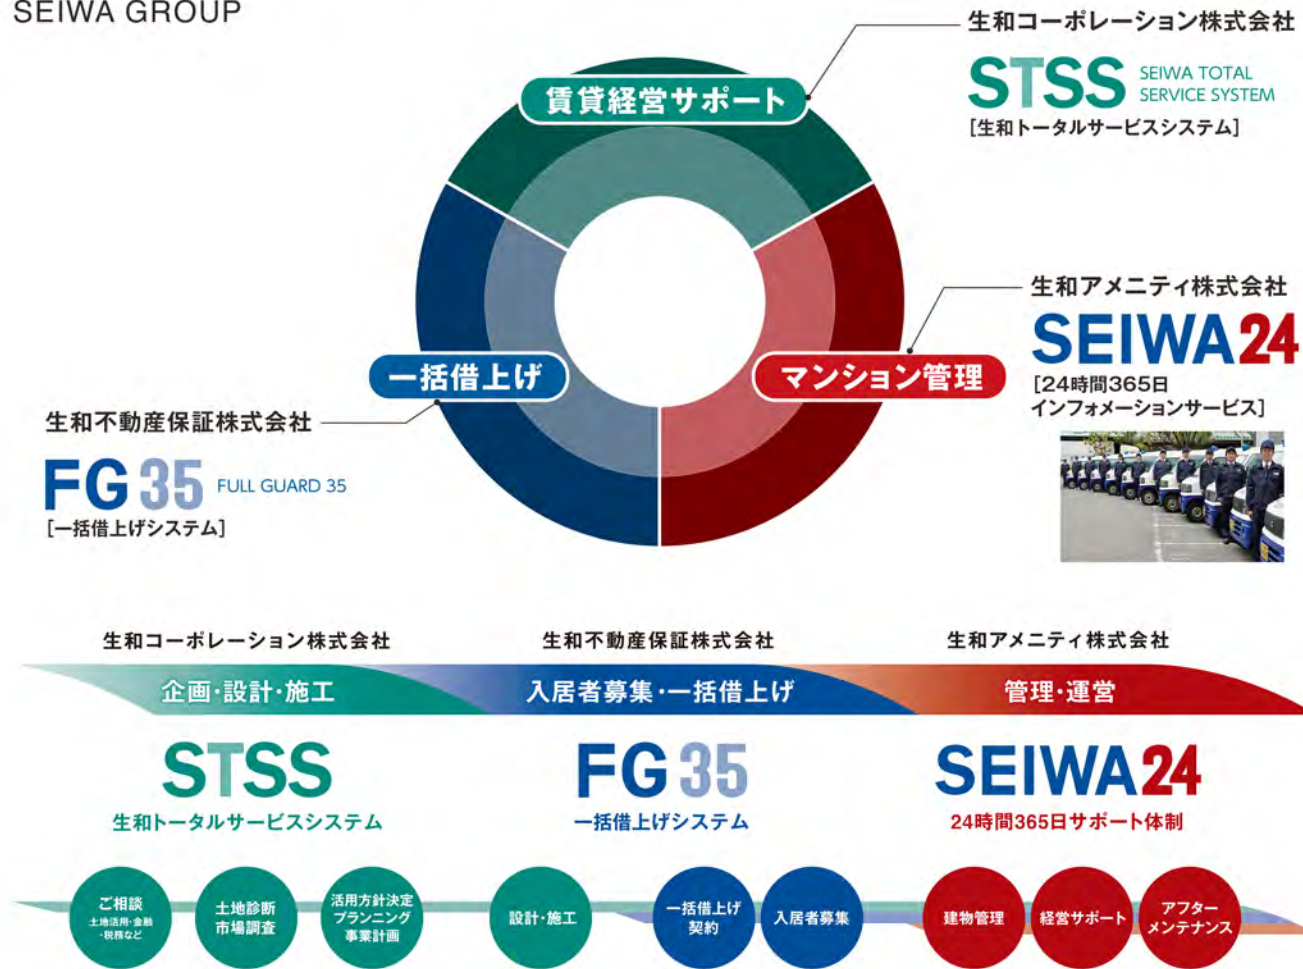 SEIWA GROUP
生和コーポレーション株式会社
STSS SEIWA TOTAL
SERVICE SYSTEM
[生和トータルサービスシステム]
賃貸経営サポート
生和アメニティ株式会社
SEIWA24
[24時間365日
インフォメーションサービス]
一括借上げ
マンション管理
生和不動産保証株式会社
FG35 FULL GUARD 35
[一括借上げシステム]
生和コーポレーション株式会社
生和不動産保証株式会社
生和アメニティ株式会社
企画・設計・施工
入居者募集・一括借上げ
管理・運営
STSS
FG35
SEIWA24
生和トータルサービスシステム
一括借上げシステム
24時間365日サポート体制
ご相談
土地活用・金融
・税務など
土地診断
市場調査
活用方針決定
プランニング
事業計画
設計・施工
一括借上げ
契約
入居者募集
建物管理
経営サポート
アフター
メンテナンス